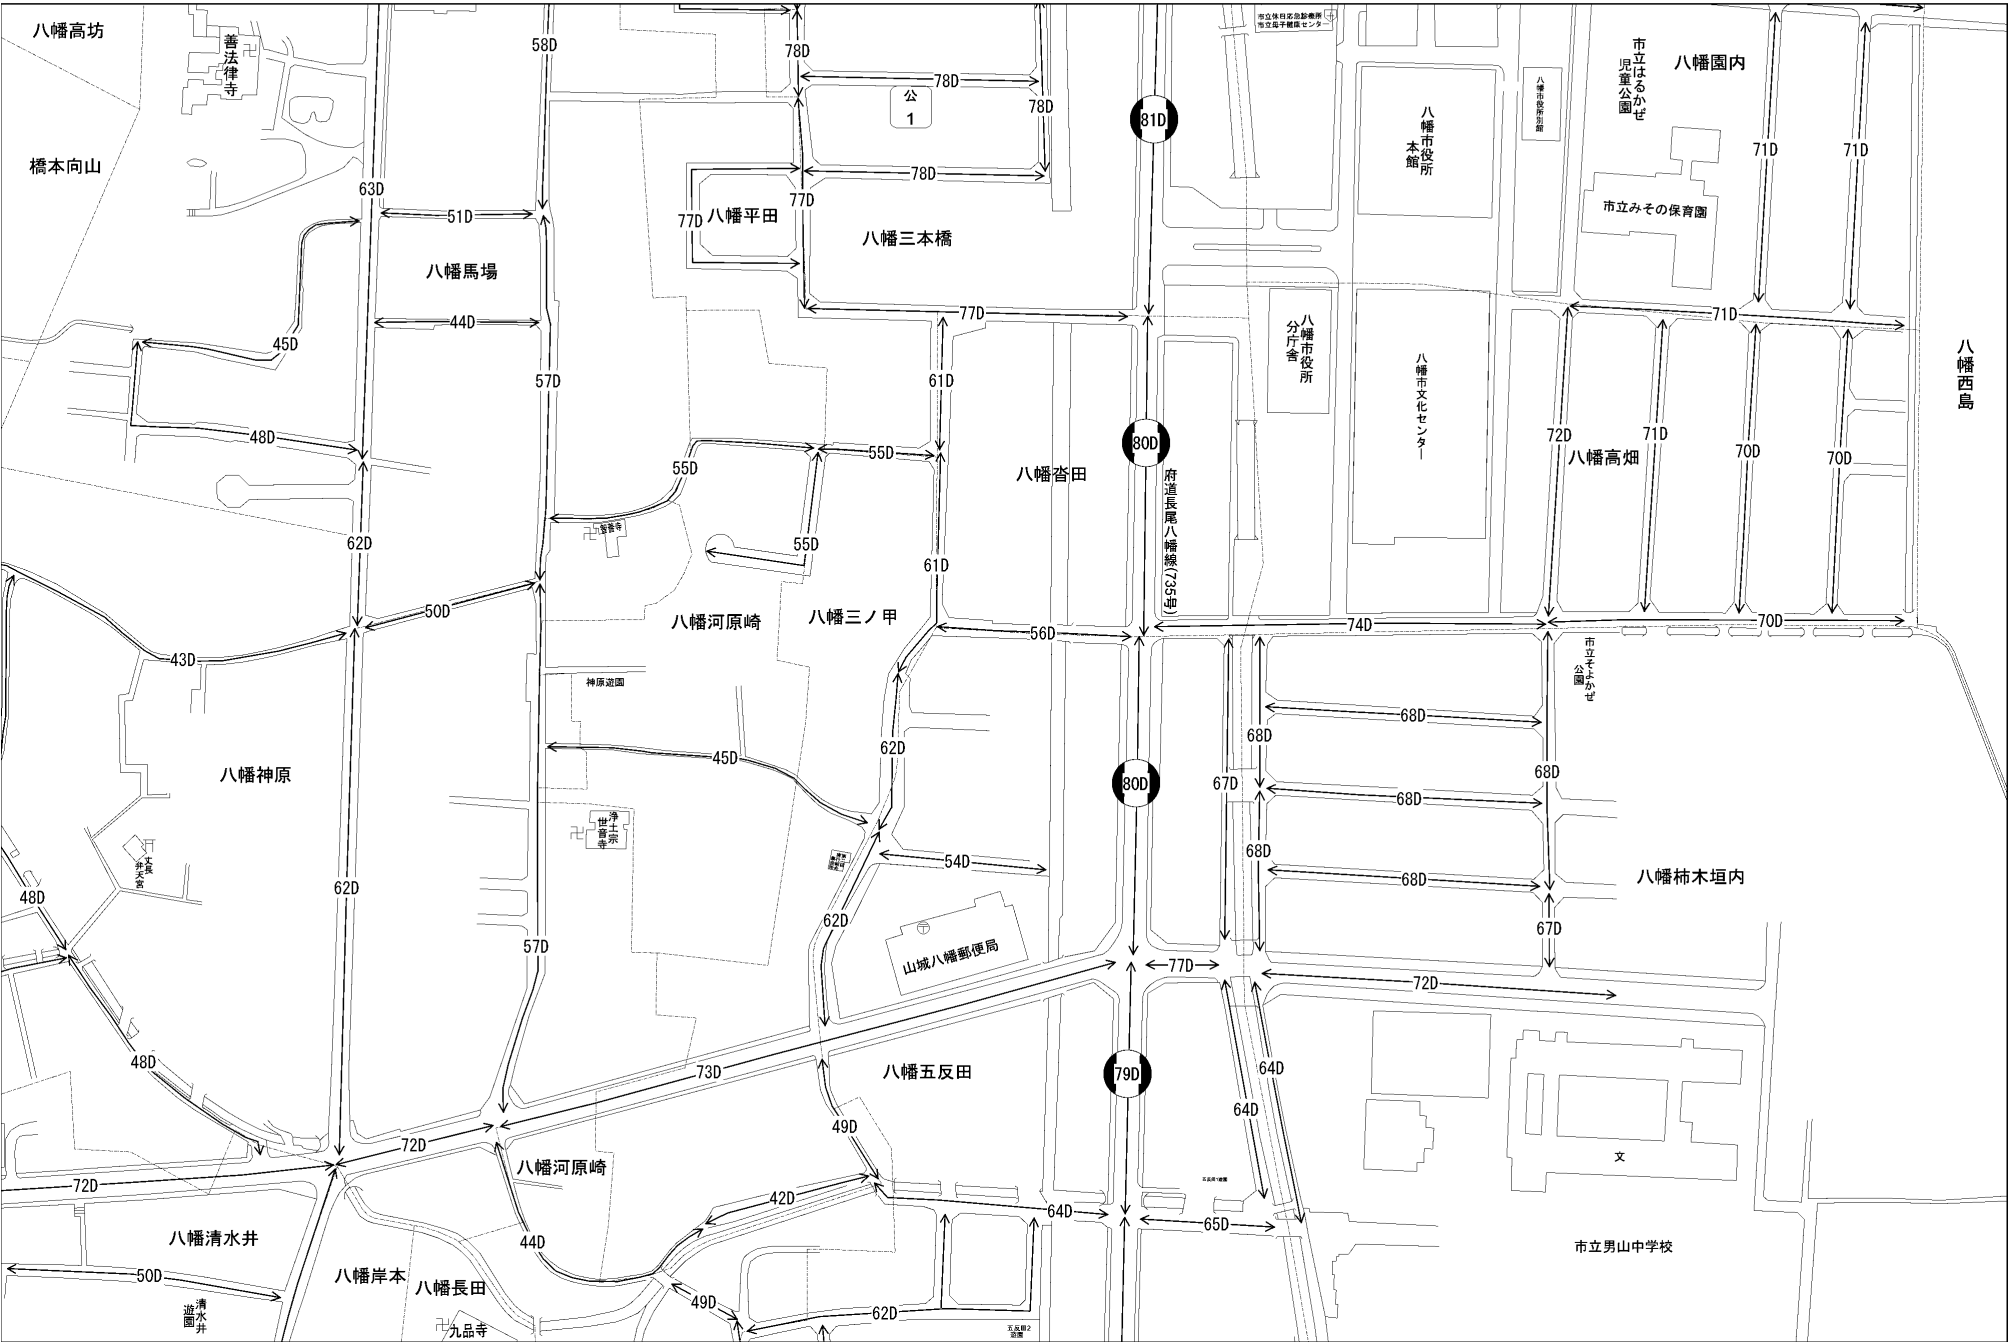 八幡高坊
善法律寺
58D
78D
78D
78D
公
1
81D
市立休日応急診療所
市立母子健康センター
八幡市役所
本館
八幡市役所別館
市立はるかぜ
児童公園
八幡園内
71D
71D
橋本向山
63D
51D
77D
八幡平田
77D
78D
八幡三本橋
市立みその保育園
八幡馬場
44D
45D
57D
77D
61D
八幡市役所
分庁舎
八幡市文化センター
71D
八幡西島
48D
55D
55D
八幡沓田
80D
府道長尾八幡線(735号)
72D
八幡高畑
71D
70D
70D
62D
55D
61D
50D
43D
八幡河原崎
八幡三ノ甲
56D
74D
70D
神原遊園
市立そよかぜ
公園
八幡神原
45D
62D
80D
67D
68D
68D
68D
68D
68D
68D
67D
八幡柿木垣内
丈長
弁天宮
浄土宗
世音寺
54D
48D
62D
57D
62D
山城八幡郵便局
77D
72D
48D
73D
八幡五反田
79D
64D
64D
49D
72D
72D
八幡河原崎
文
42D
64D
65D
八幡清水井
44D
市立男山中学校
50D
八幡岸本
八幡長田
49D
62D
清水井
遊園
九品寺
五反田2
遊園